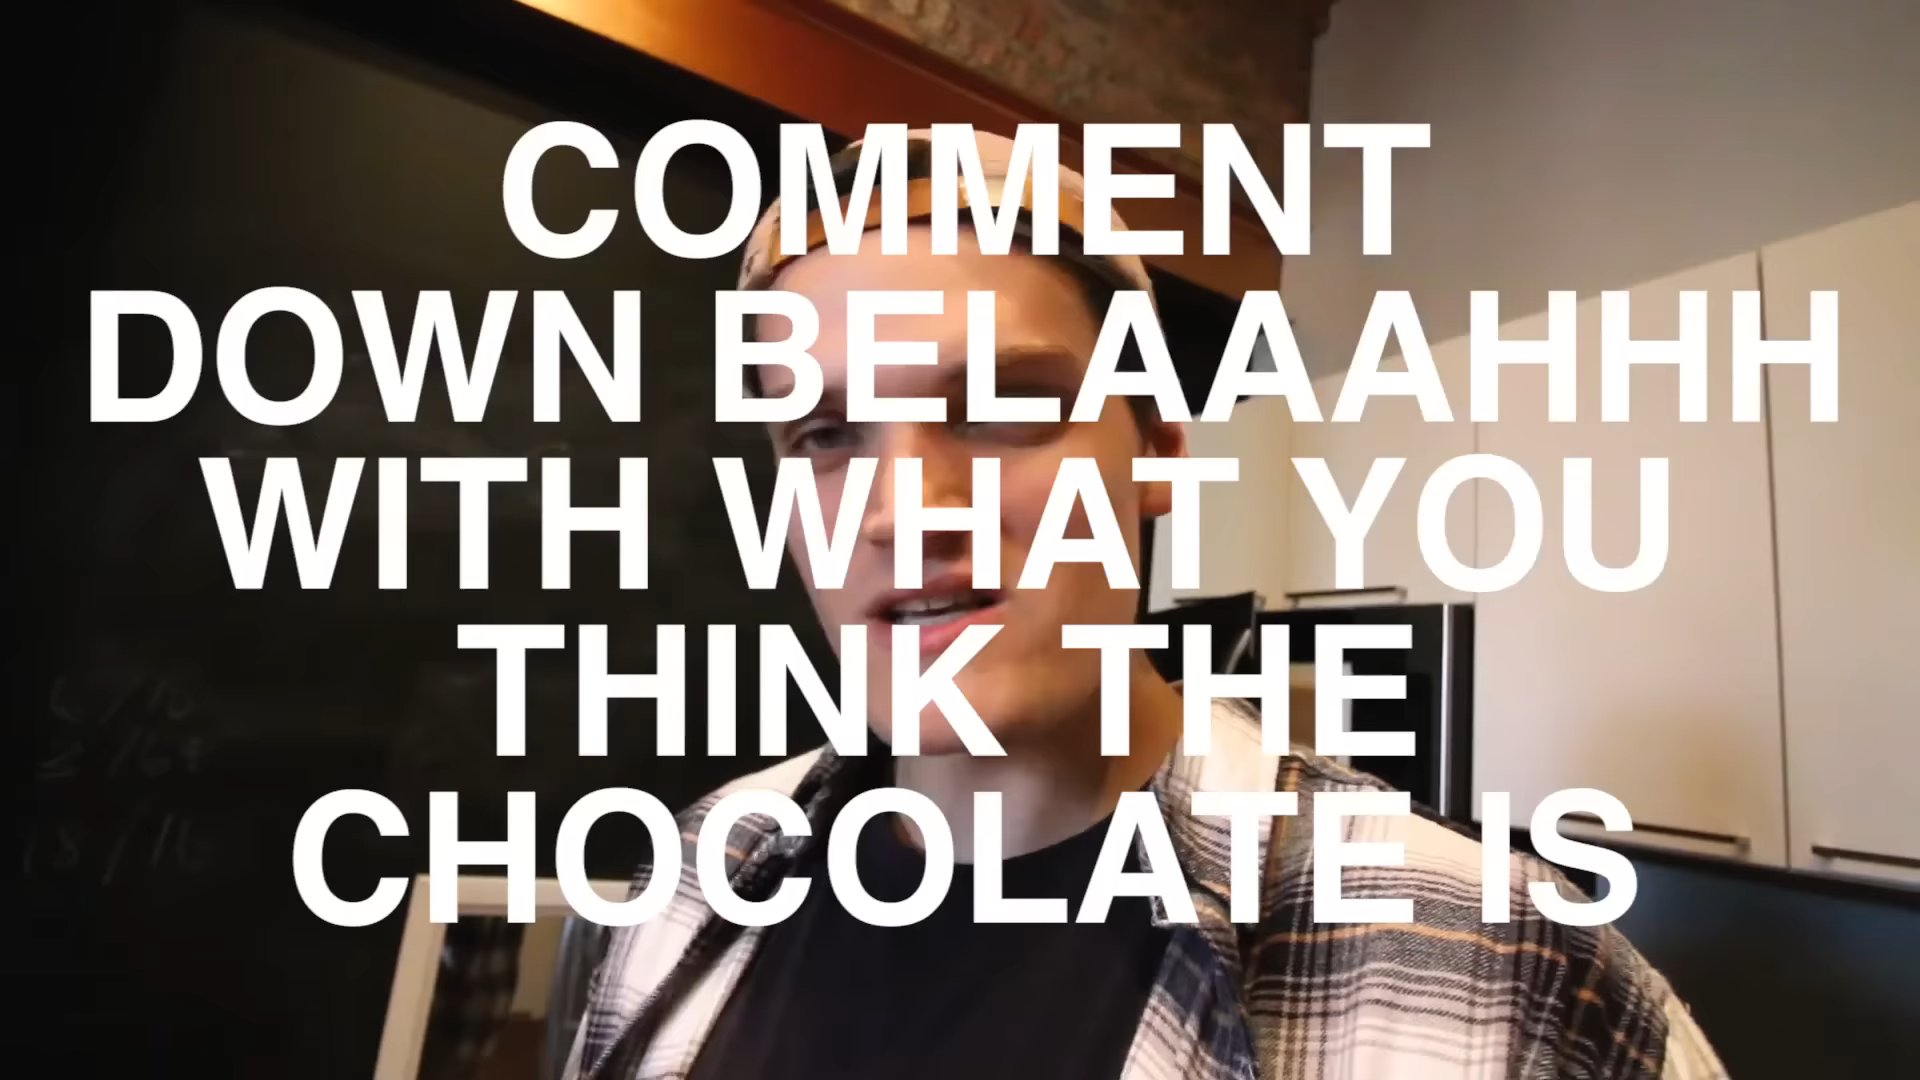 COMMENT
DOWN BELAAAHHH
WITH WHAT YOU
THINK THE
CHOCOLATE IS